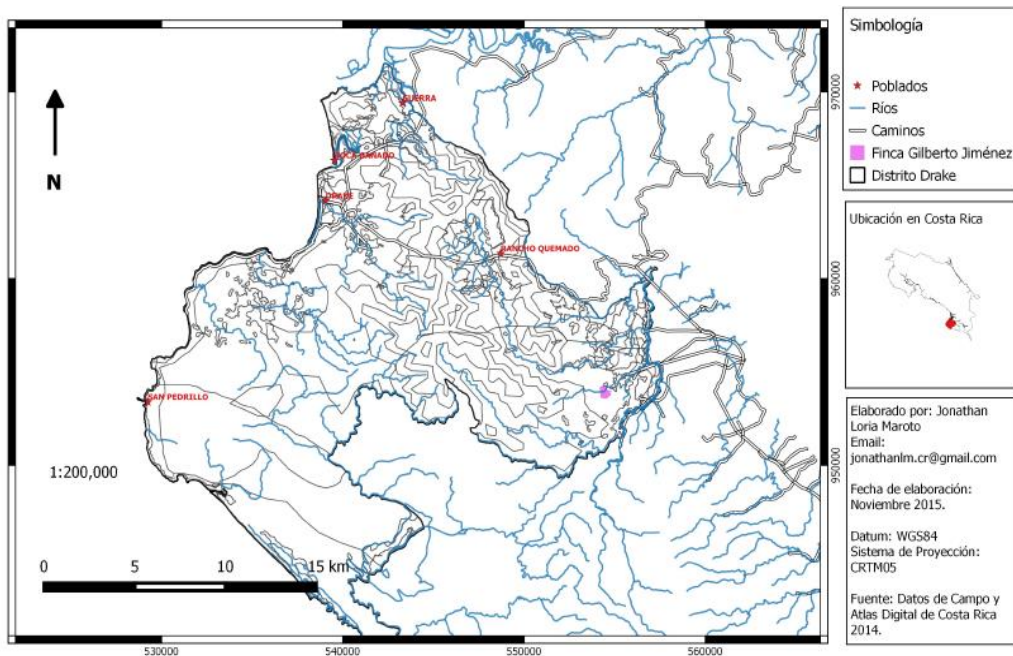 Simbología
Poblados
Ríos
Caminos
Finca Gilberto Jiménez
Distrito Drake
Ubicación en Costa Rica
Elaborado por: Jonathan
Loria Maroto
Email:
jonathanlm.cr@gmail.com
Fecha de elaboración:
Noviembre 2015.
Datum: WGS84
Sistema de Proyección:
CRTM05
Fuente: Datos de Campo y
Atlas Digital de Costa Rica
2014.
N
BOCA GANADO
DRAKE
RANCHO QUEMADO
SAN PEDRILLO
1:200,000
0 5 10 15 km
530000 540000 550000 560000
970000
960000
950000